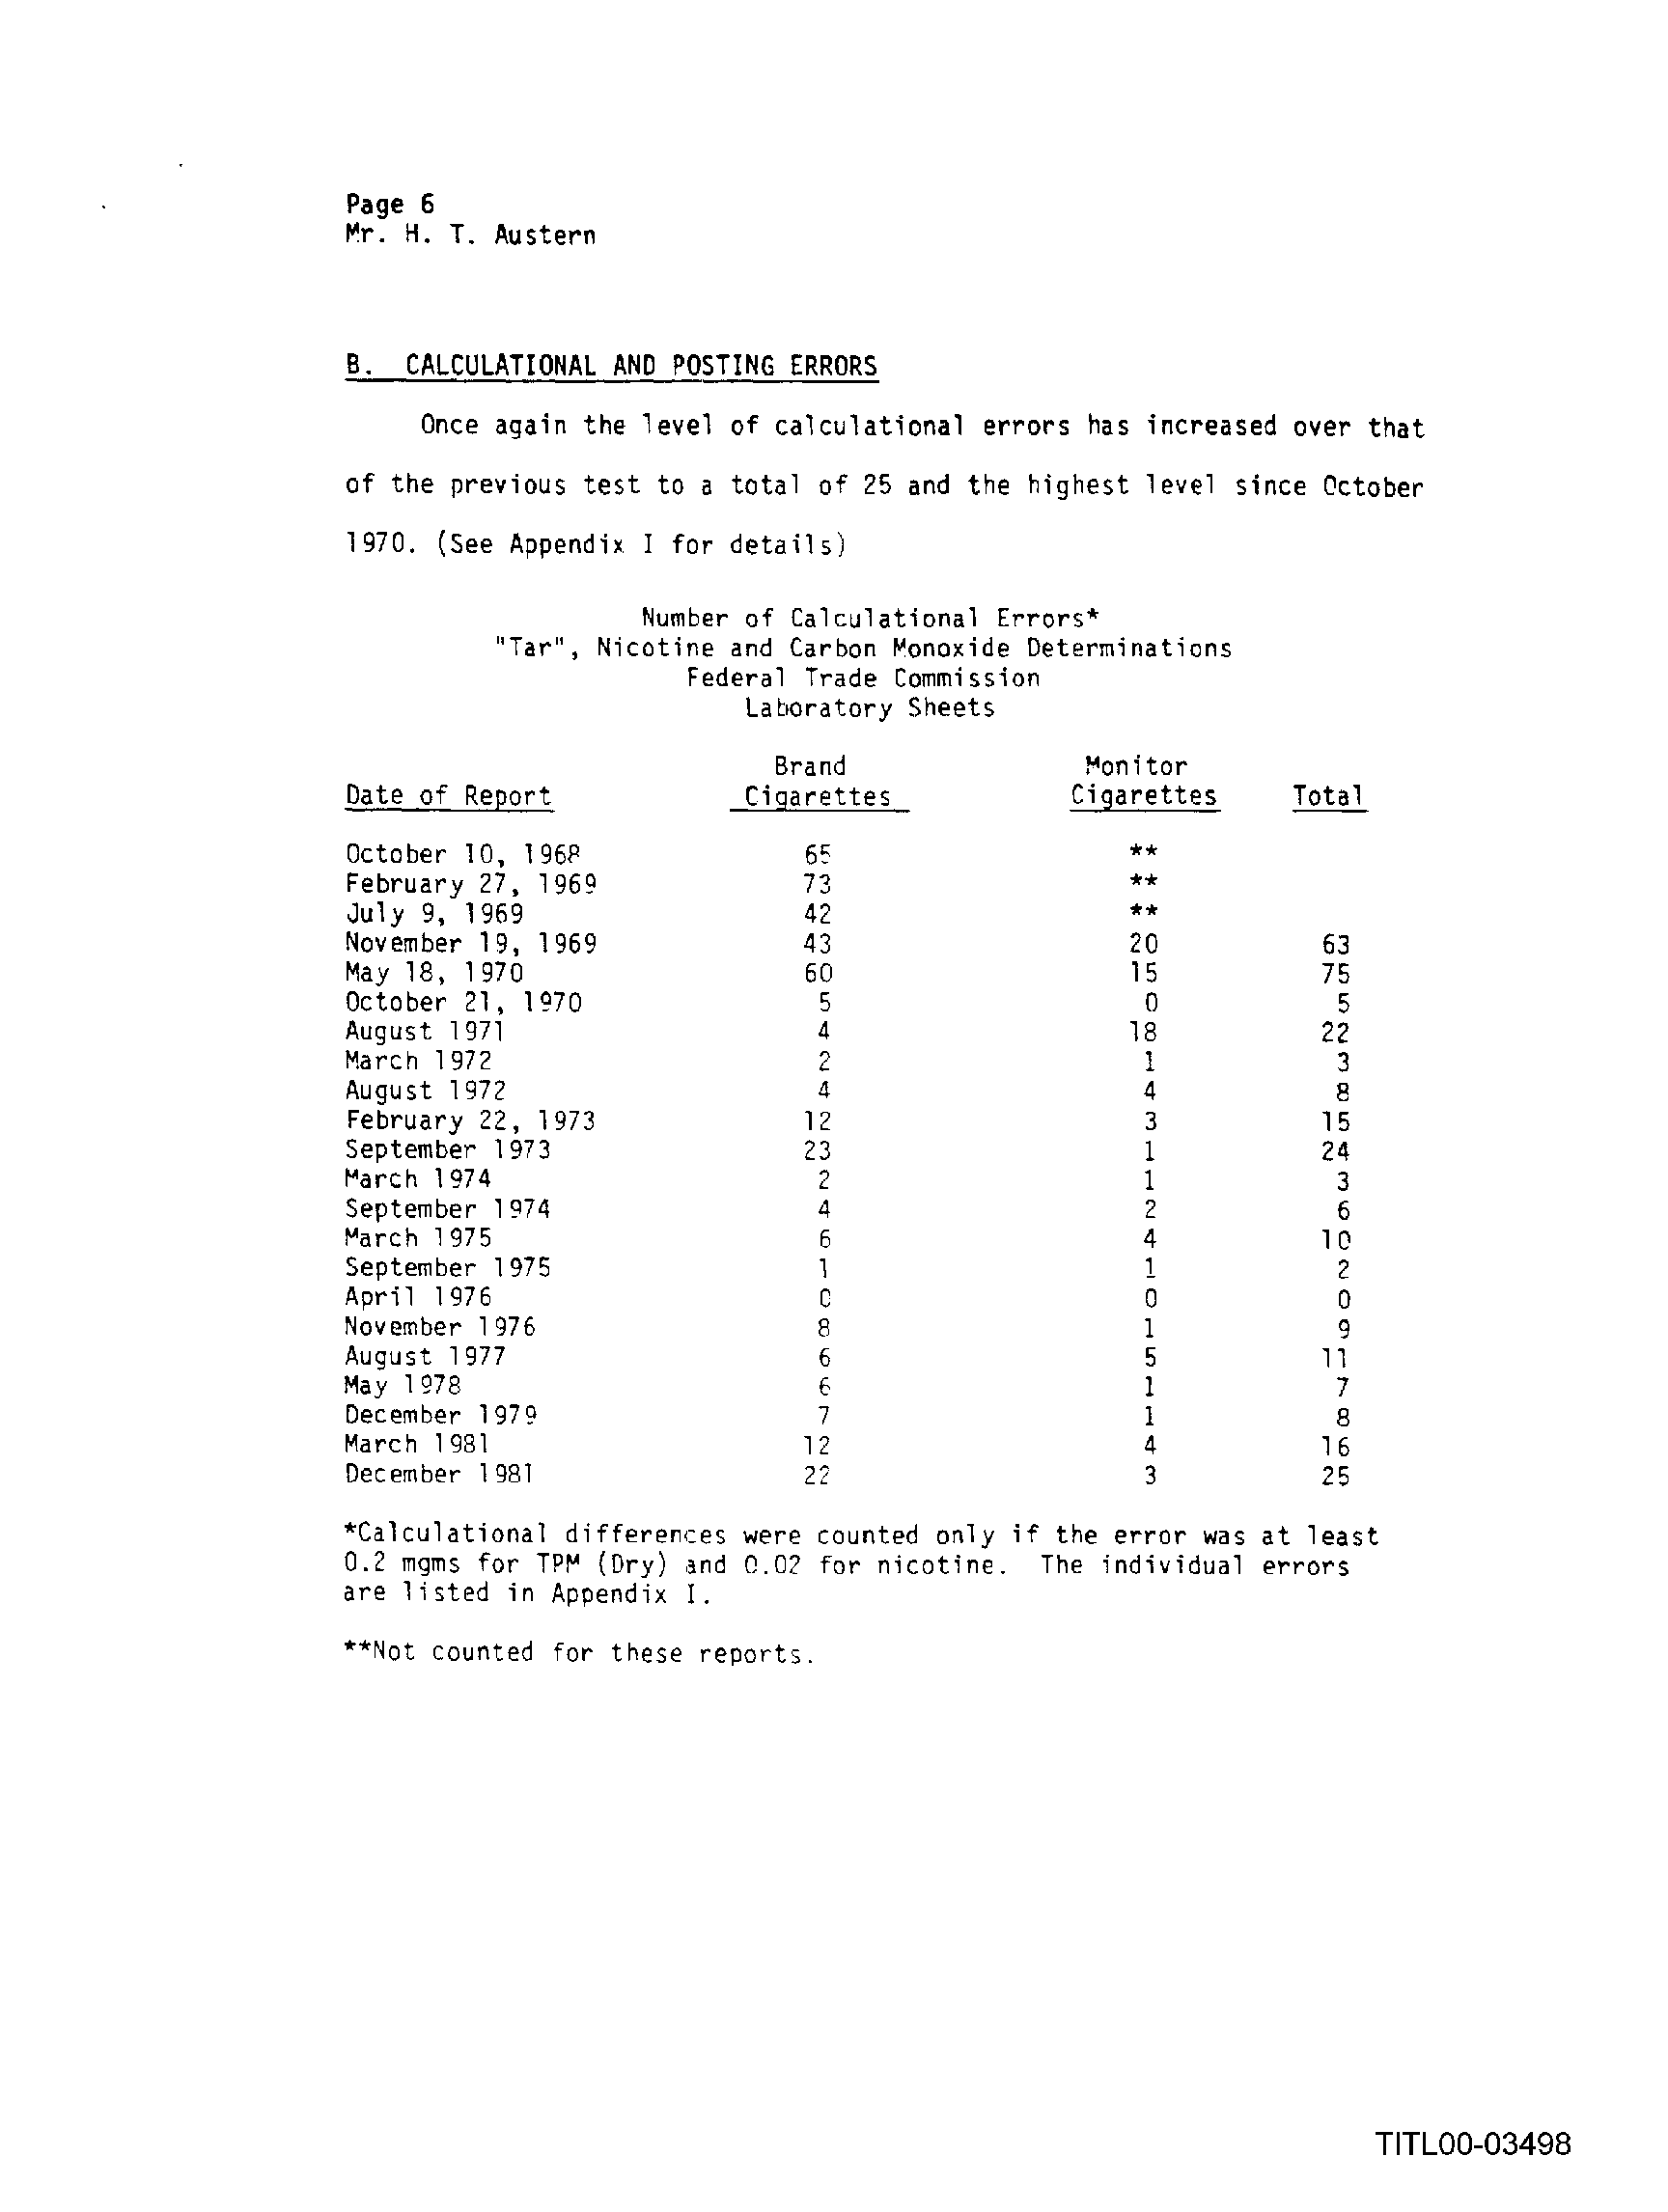 Page 6
Mr. H. T. Austern
B. CALCULATIONAL AND POSTING ERRORS
Once again the level of calculational errors has increased over that
of the previous test to a total of 25 and the highest level since October
1970. (See Appendix I for details)
Number of Calculational Errors*
"Tar", Nicotine and Carbon Monoxide Determinations
Federal Trade Commission
Laboratory Sheets
Brand Monitor
Date of Report Cigarettes Cigarettes Total
October 10, 1968 65 **
February 27, 1969 73 **
July 9, 1969 42 **
November 19, 1969 43 20 63
May 18, 1970 60 15 75
October 21, 1970 5 0 5
August 1971 4 18 22
March 1972 2 1 3
August 1972 4 4 8
February 22, 1973 12 3 15
September 1973 23 1 24
March 1974 2 1 3
September 1974 4 2 6
March 1975 6 4 10
September 1975 1 1 2
April 1976 0 0 0
November 1976 8 1 9
August 1977 6 5 11
May 1978 6 1 7
December 1979 7 1 8
March 1981 12 4 16
December 1981 22 3 25
*Calculational differences were counted only if the error was at least
0.2 mgms for TPM (Dry) and 0.02 for nicotine. The individual errors
are listed in Appendix I.
**Not counted for these reports.
TITL00-03498